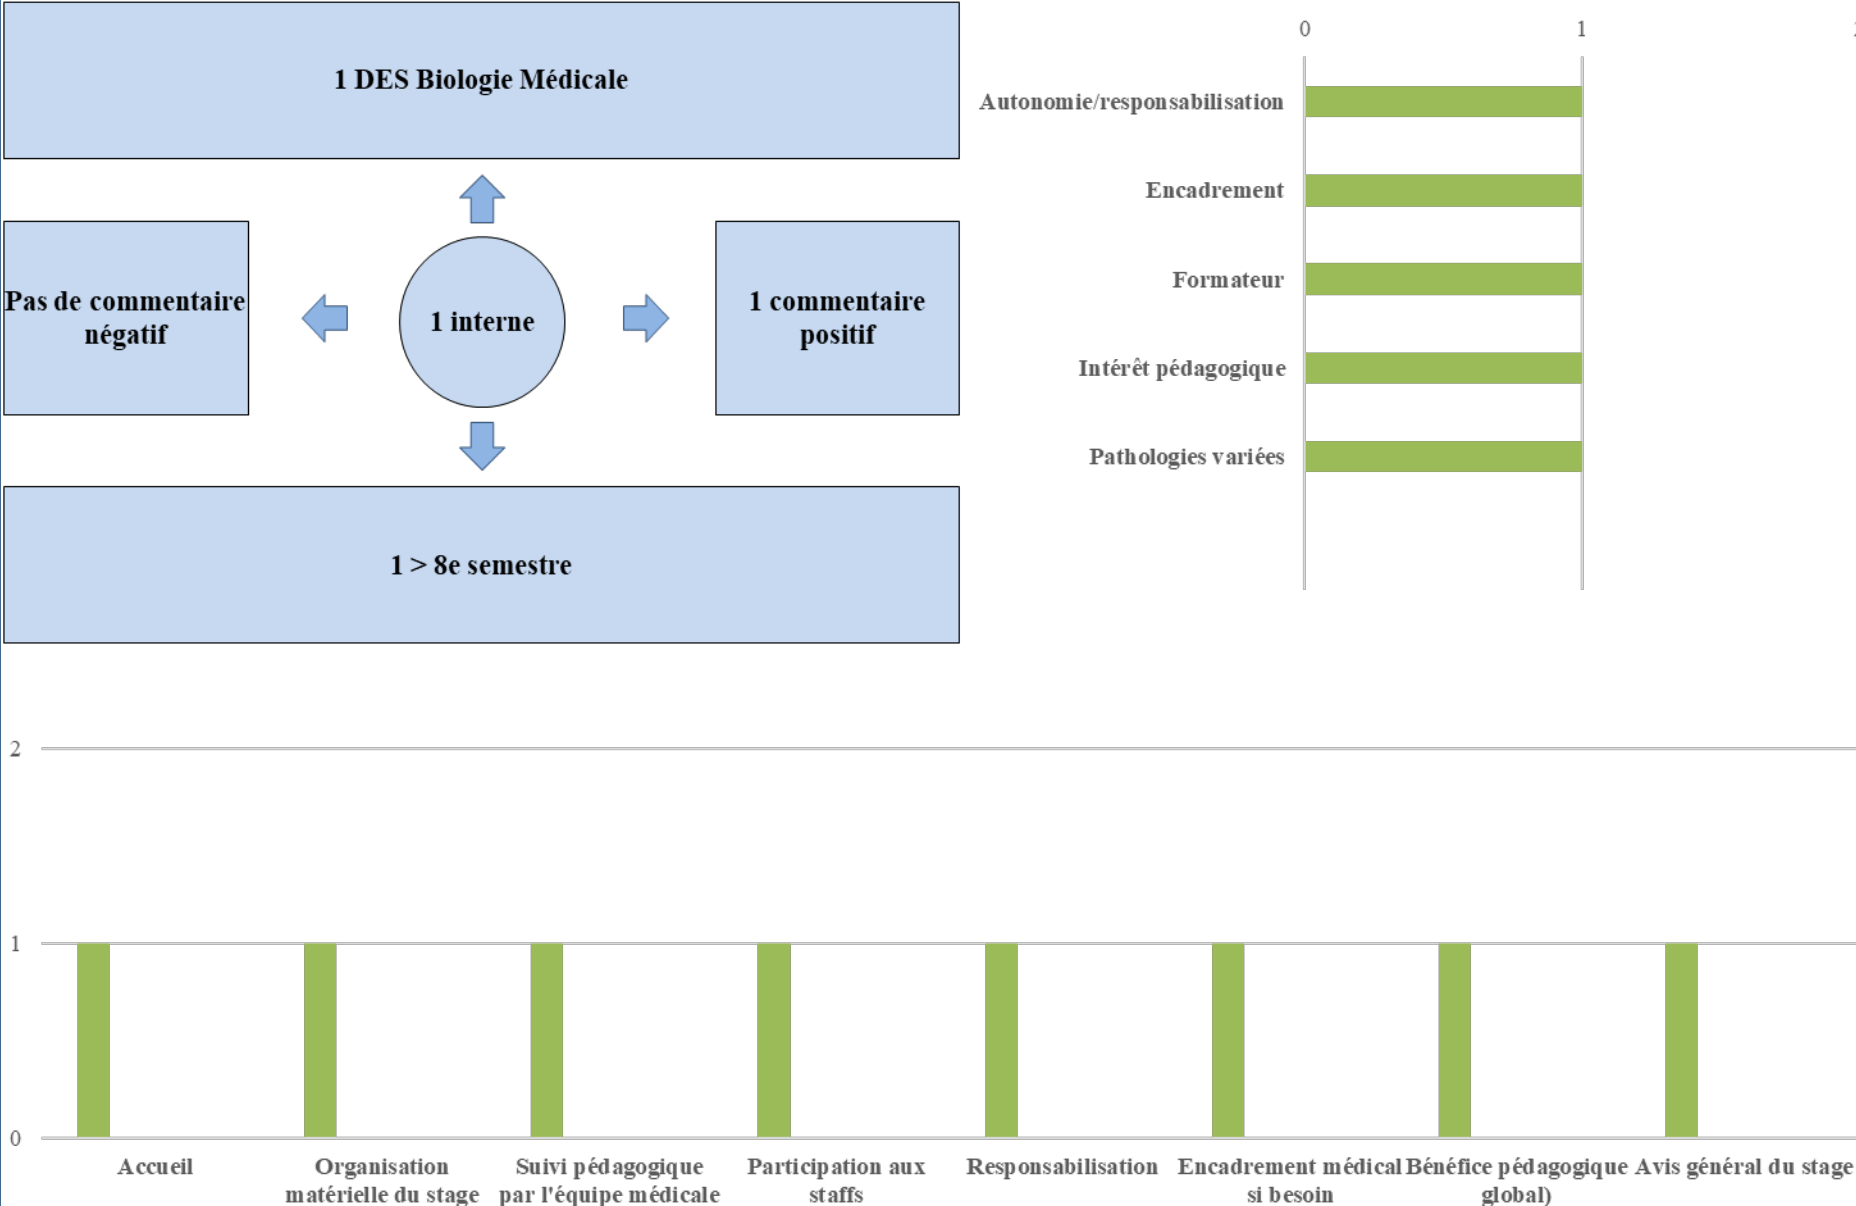 1 DES Biologie Médicale
Pas de commentaire
négatif
1 interne
1 commentaire
positif
1 > 8e semestre
0
1
Autonomie/responsabilisation
Encadrement
Formateur
Intérêt pédagogique
Pathologies variées
2
1
0
Accueil
Organisation
matérielle du stage
Suivi pédagogique
par l'équipe médicale
Participation aux
staffs
Responsabilisation
Encadrement médical
si besoin
Bénéfice pédagogique
global)
Avis général du stage